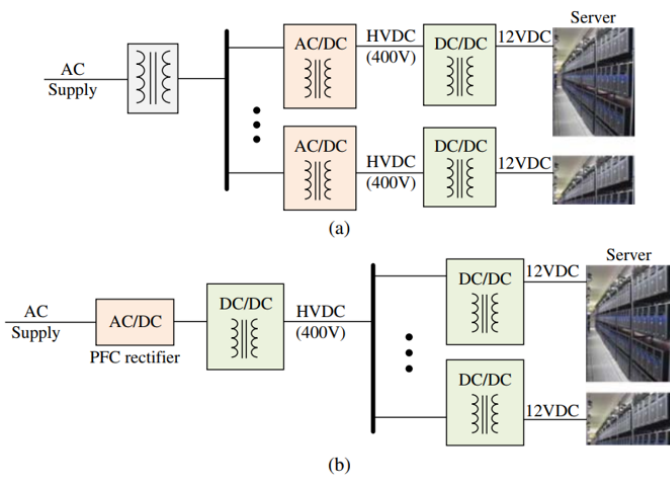 Server
AC
Supply
AC/DC
HVDC
(400V)
DC/DC
12VDC
AC/DC
HVDC
(400V)
DC/DC
12VDC
(a)
Server
AC
Supply
AC/DC
PFC rectifier
DC/DC
HVDC
(400V)
DC/DC
12VDC
DC/DC
12VDC
(b)